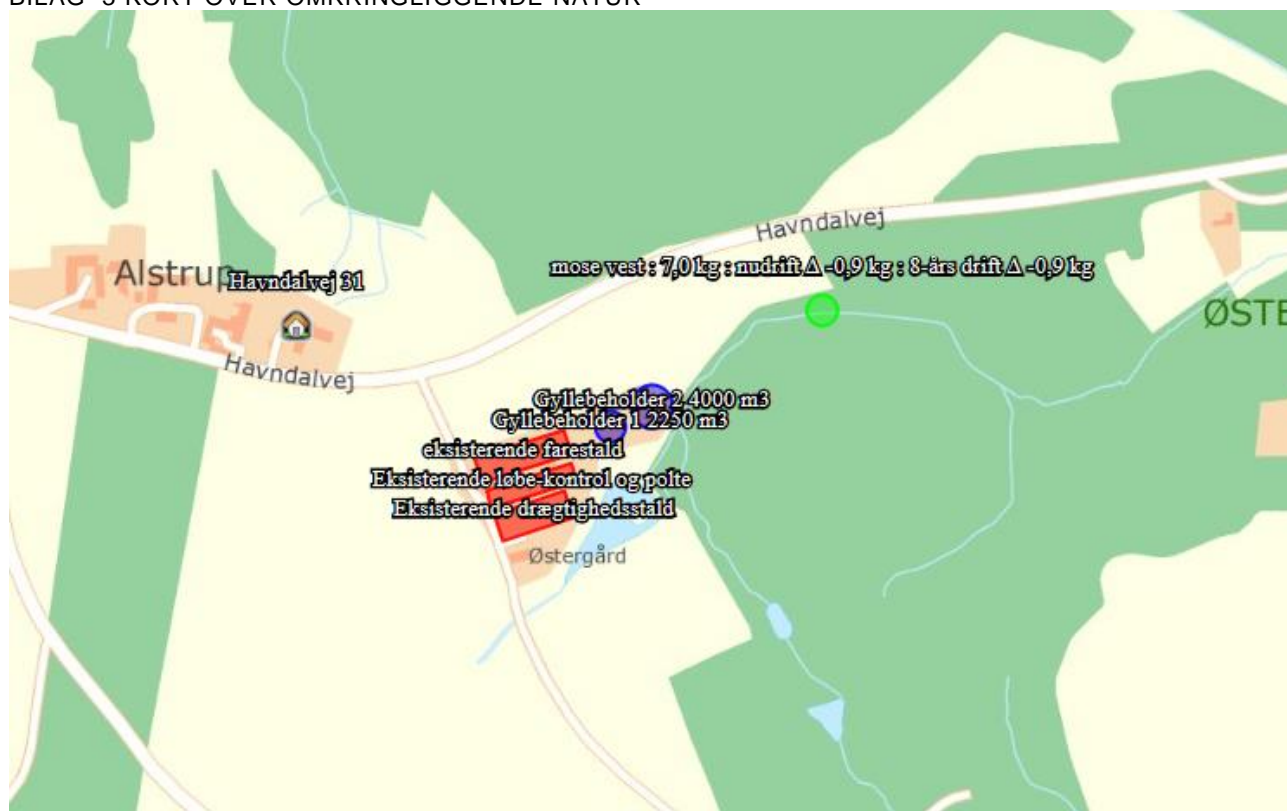 BILAG 3 KORT OVER OMKRINGLIGGENDE NATUR
Havndalvej
mose vest : 7,0 kg : nudrift Δ -0,9 kg : 8-års drift Δ -0,9 kg
Alstrup
Havndalvej 31
ØSTE
Havndalvej
Gyllebeholder 2 4000 m3
Gyllebeholder 1 2250 m3
eksisterende farestald
Eksisterende løbe-kontrol og polte
Eksisterende drægtighedsstald
Østergård